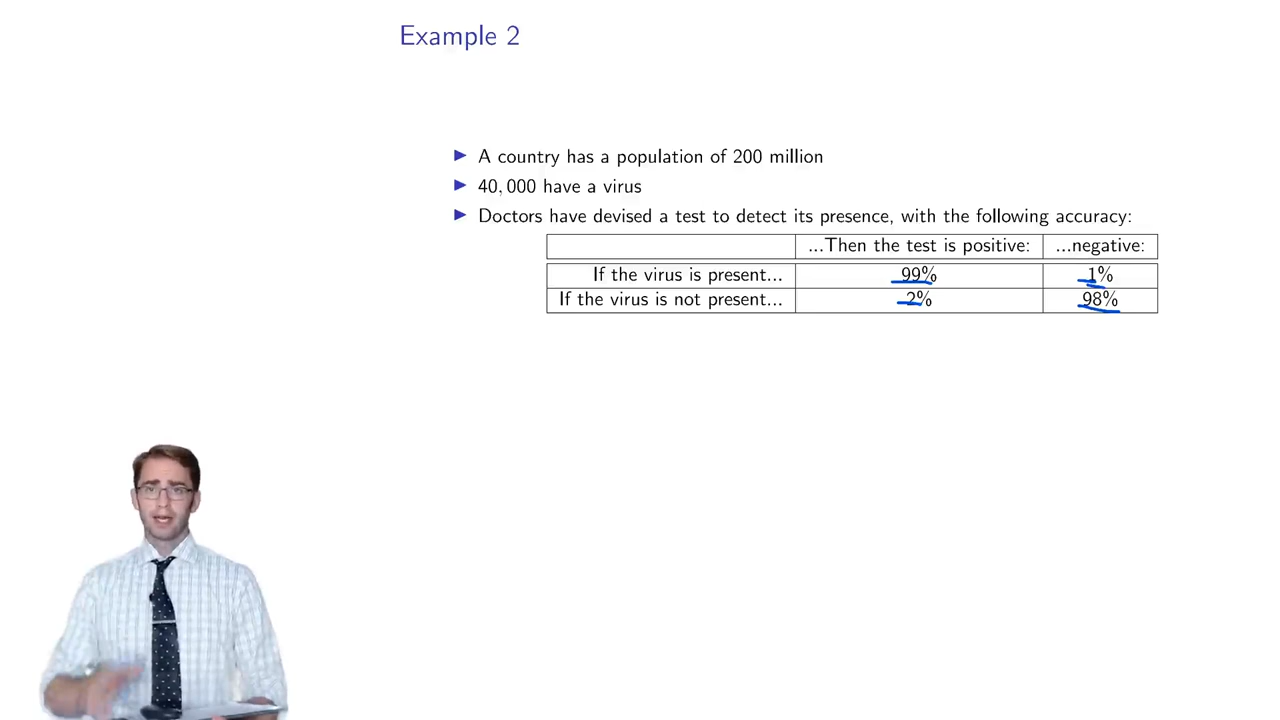 Example 2
▶ A country has a population of 200 million
▶ 40,000 have a virus
▶ Doctors have devised a test to detect its presence, with the following accuracy:
...Then the test is positive: ...negative:
If the virus is present... 99% 1%
If the virus is not present... 2% 98%